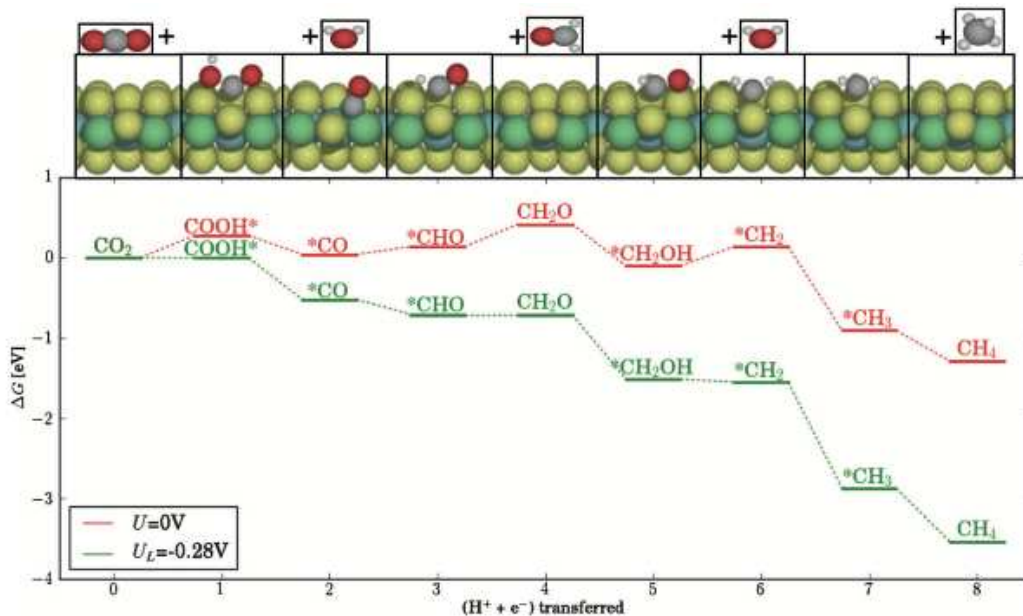 + + + + +
1
0
−1
−2
−3
−4
ΔG [eV]
CO₂ COOH* *CO *CHO CH₂O *CH₂OH *CH₂ *CH₃ CH₄
COOH* *CO *CHO CH₂O *CH₂OH *CH₂ *CH₃ CH₄
U=0V
U_L=-0.28V
0 1 2 3 4 5 6 7 8
(H⁺ + e⁻) transferred